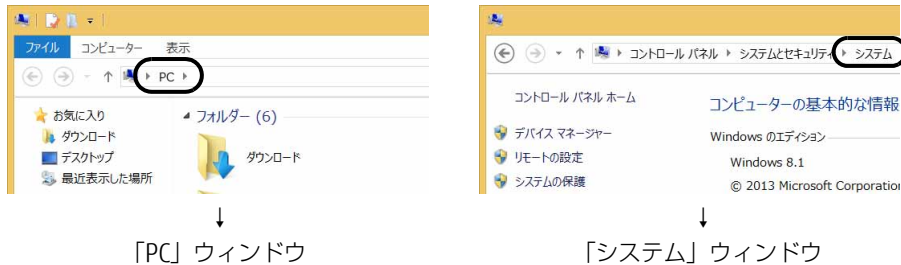 ファイル コンピューター 表示
PC
お気に入り
ダウンロード
デスクトップ
最近表示した場所
フォルダー (6)
ダウンロード
↓
「PC」ウィンドウ
コントロール パネル システムとセキュリティ システム
コントロール パネル ホーム
デバイス マネージャー
リモートの設定
システムの保護
コンピューターの基本的な情報
Windows のエディション
Windows 8.1
© 2013 Microsoft Corporation
↓
「システム」ウィンドウ